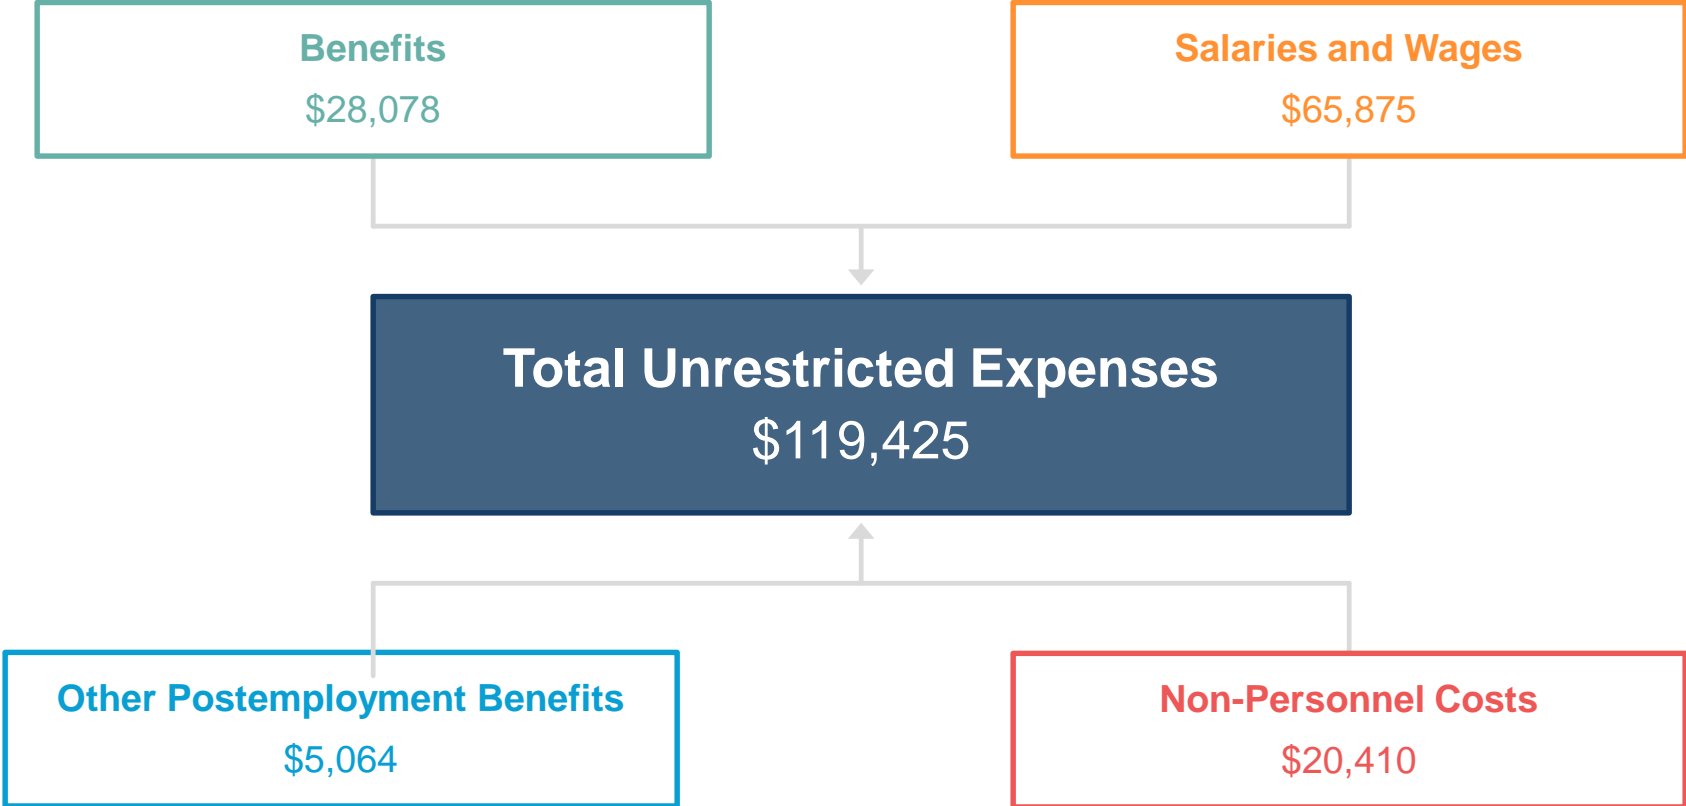 Benefits
$28,078
Salaries and Wages
$65,875
Total Unrestricted Expenses
$119,425
Other Postemployment Benefits
$5,064
Non-Personnel Costs
$20,410